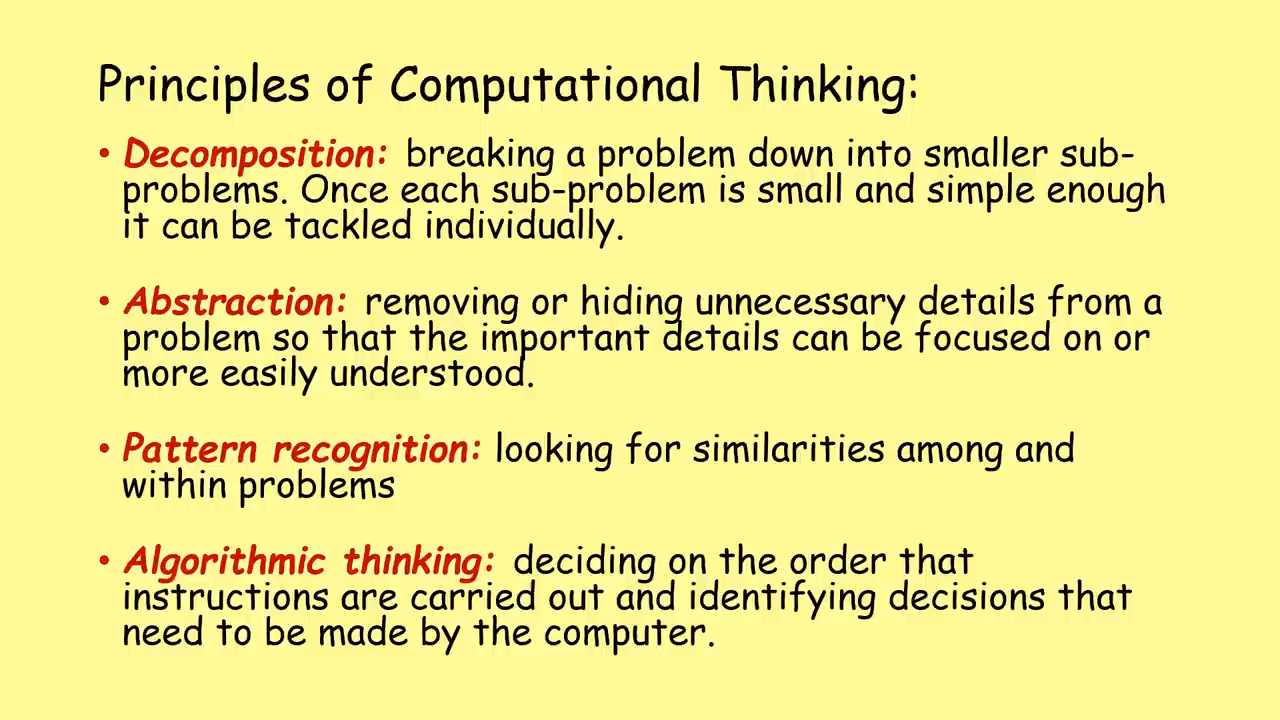 Principles of Computational Thinking:
• Decomposition: breaking a problem down into smaller sub-
problems. Once each sub-problem is small and simple enough
it can be tackled individually.
• Abstraction: removing or hiding unnecessary details from a
problem so that the important details can be focused on or
more easily understood.
• Pattern recognition: looking for similarities among and
within problems
• Algorithmic thinking: deciding on the order that
instructions are carried out and identifying decisions that
need to be made by the computer.